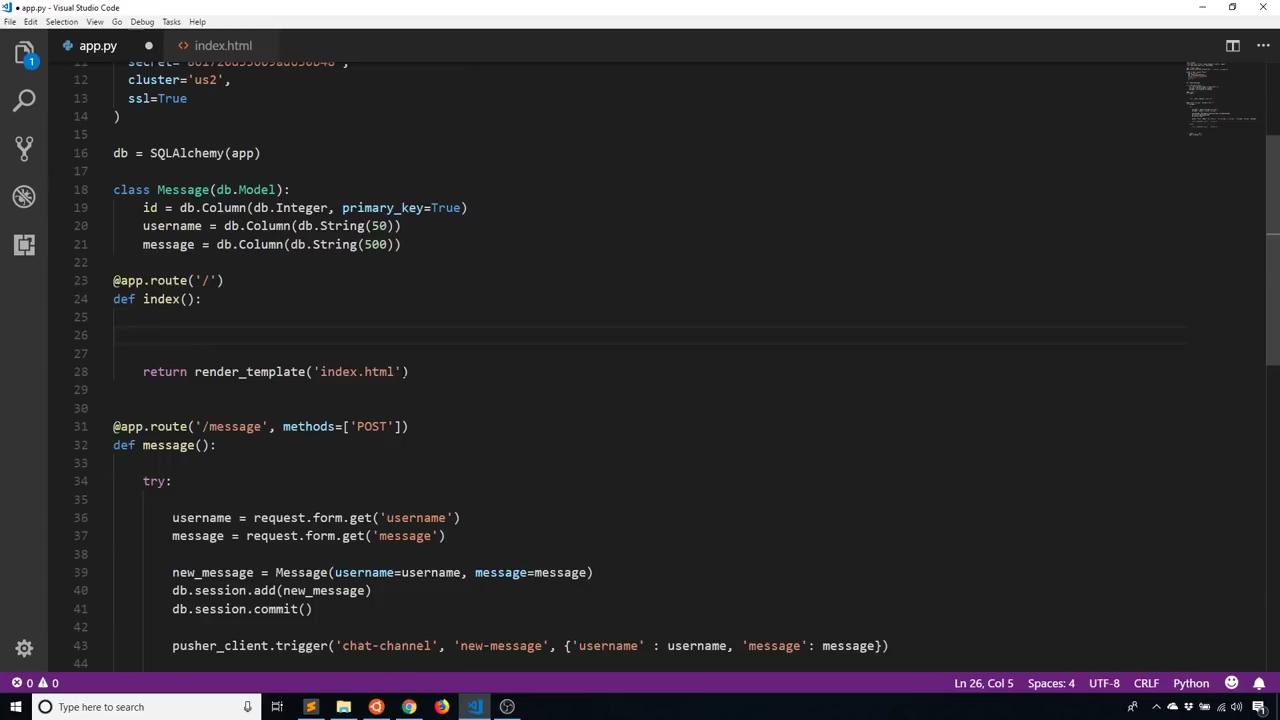 ● app.py - Visual Studio Code
File Edit Selection View Go Debug Tasks Help
1
app.py
index.html
12 cluster='us2',
13 ssl=True
14 )
15
16 db = SQLAlchemy(app)
17
18 class Message(db.Model):
19 id = db.Column(db.Integer, primary_key=True)
20 username = db.Column(db.String(50))
21 message = db.Column(db.String(500))
22
23 @app.route('/')
24 def index():
25
26
27
28 return render_template('index.html')
29
30
31 @app.route('/message', methods=['POST'])
32 def message():
33
34 try:
35
36 username = request.form.get('username')
37 message = request.form.get('message')
38
39 new_message = Message(username=username, message=message)
40 db.session.add(new_message)
41 db.session.commit()
42
43 pusher_client.trigger('chat-channel', 'new-message', {'username' : username, 'message': message})
44
0 0 Ln 26, Col 5 Spaces: 4 UTF-8 CRLF Python 1
Type here to search